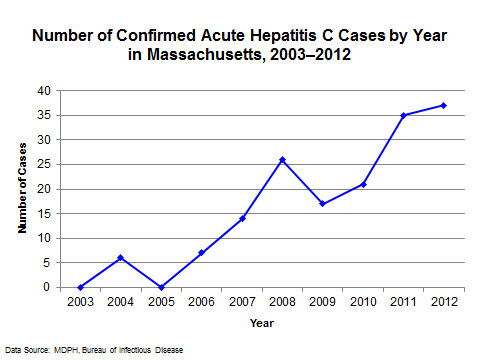 Number of Confirmed Acute Hepatitis C Cases by Year
in Massachusetts, 2003–2012
40
35
30
25
20
15
10
5
0
Number of Cases
2003 2004 2005 2006 2007 2008 2009 2010 2011 2012
Year
Data Source: MDPH, Bureau of Infectious Disease